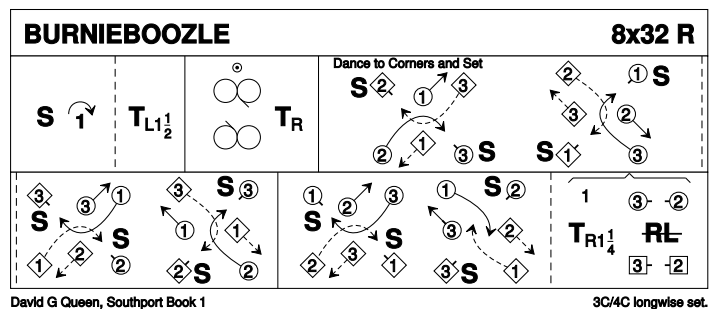 BURNIEBOOZLE 8x32 R
Dance to Corners and Set
S 1 TL1½ TR
S 2 1 3 2 1 3 S
2 1 S 3 2 S 1 3
3 3 1 S S 1 2 2
3 S 3 1 1 2 S 2
1 2 3 S S 3 2 1
1 S 2 3 2 3 S 1
1 TR1¼
3 2 RL 3 2
David G Queen, Southport Book 1 3C/4C longwise set.